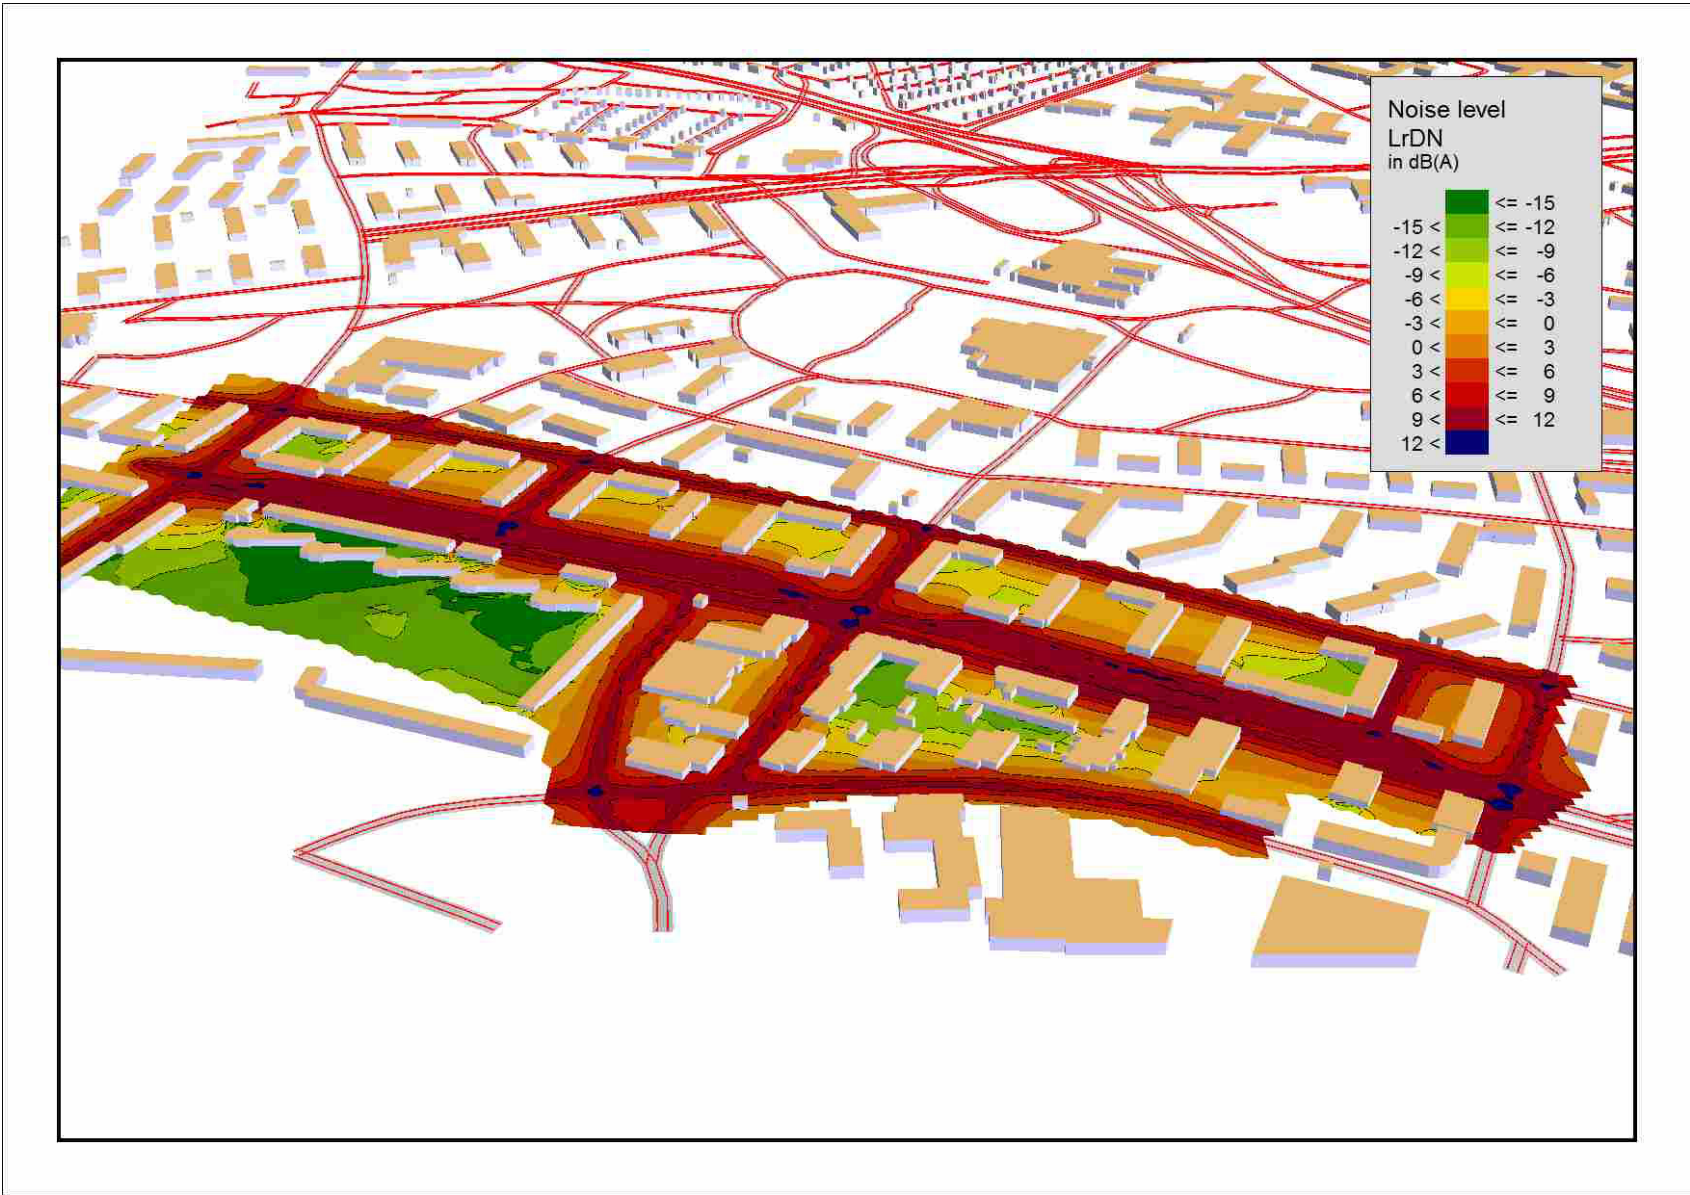 Noise level
LrDN
in dB(A)
<= -15
-15 < <= -12
-12 < <= -9
-9 < <= -6
-6 < <= -3
-3 < <= 0
0 < <= 3
3 < <= 6
6 < <= 9
9 < <= 12
12 <